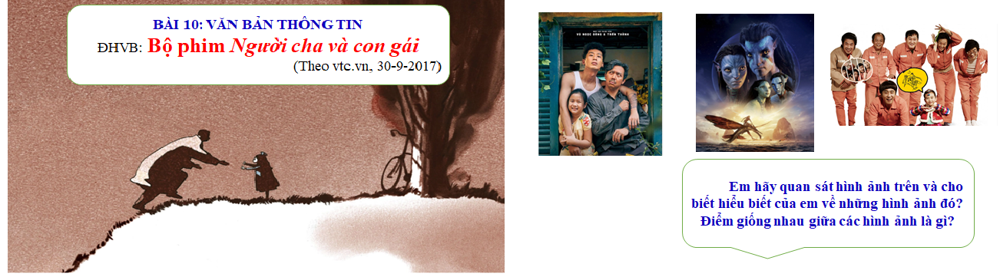 BÀI 10: VĂN BẢN THÔNG TIN
ĐHVB: Bộ phim Người cha và con gái
(Theo vtc.vn, 30-9-2017)
VŨ NGỌC ĐÃNG & TRẤN THÀNH
Em hãy quan sát hình ảnh trên và cho
biết hiểu biết của em về những hình ảnh đó?
Điểm giống nhau giữa các hình ảnh là gì?